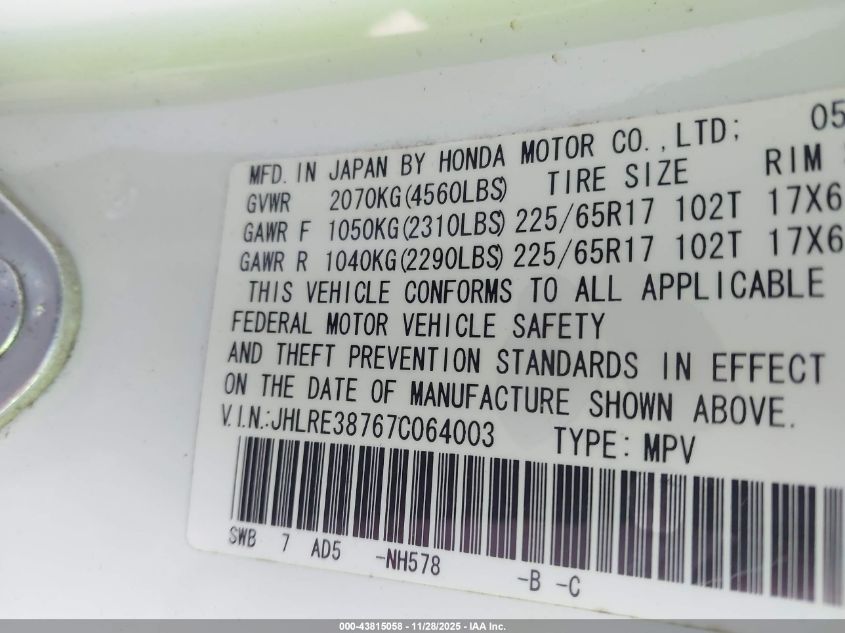 05
MFD. IN JAPAN BY HONDA MOTOR CO., LTD;
GVWR 2070KG(4560LBS) TIRE SIZE RIM
GAWR F 1050KG(2310LBS) 225/65R17 102T 17X6
GAWR R 1040KG(2290LBS) 225/65R17 102T 17X6
THIS VEHICLE CONFORMS TO ALL APPLICABLE
FEDERAL MOTOR VEHICLE SAFETY
AND THEFT PREVENTION STANDARDS IN EFFECT
ON THE DATE OF MANUFACTURE SHOWN ABOVE.
V.I.N.:JHLRE38767C064003 TYPE: MPV
SWB 7 AD5 -NH578 -B -C
000-43815058 - 11/28/2025 - IAA Inc.